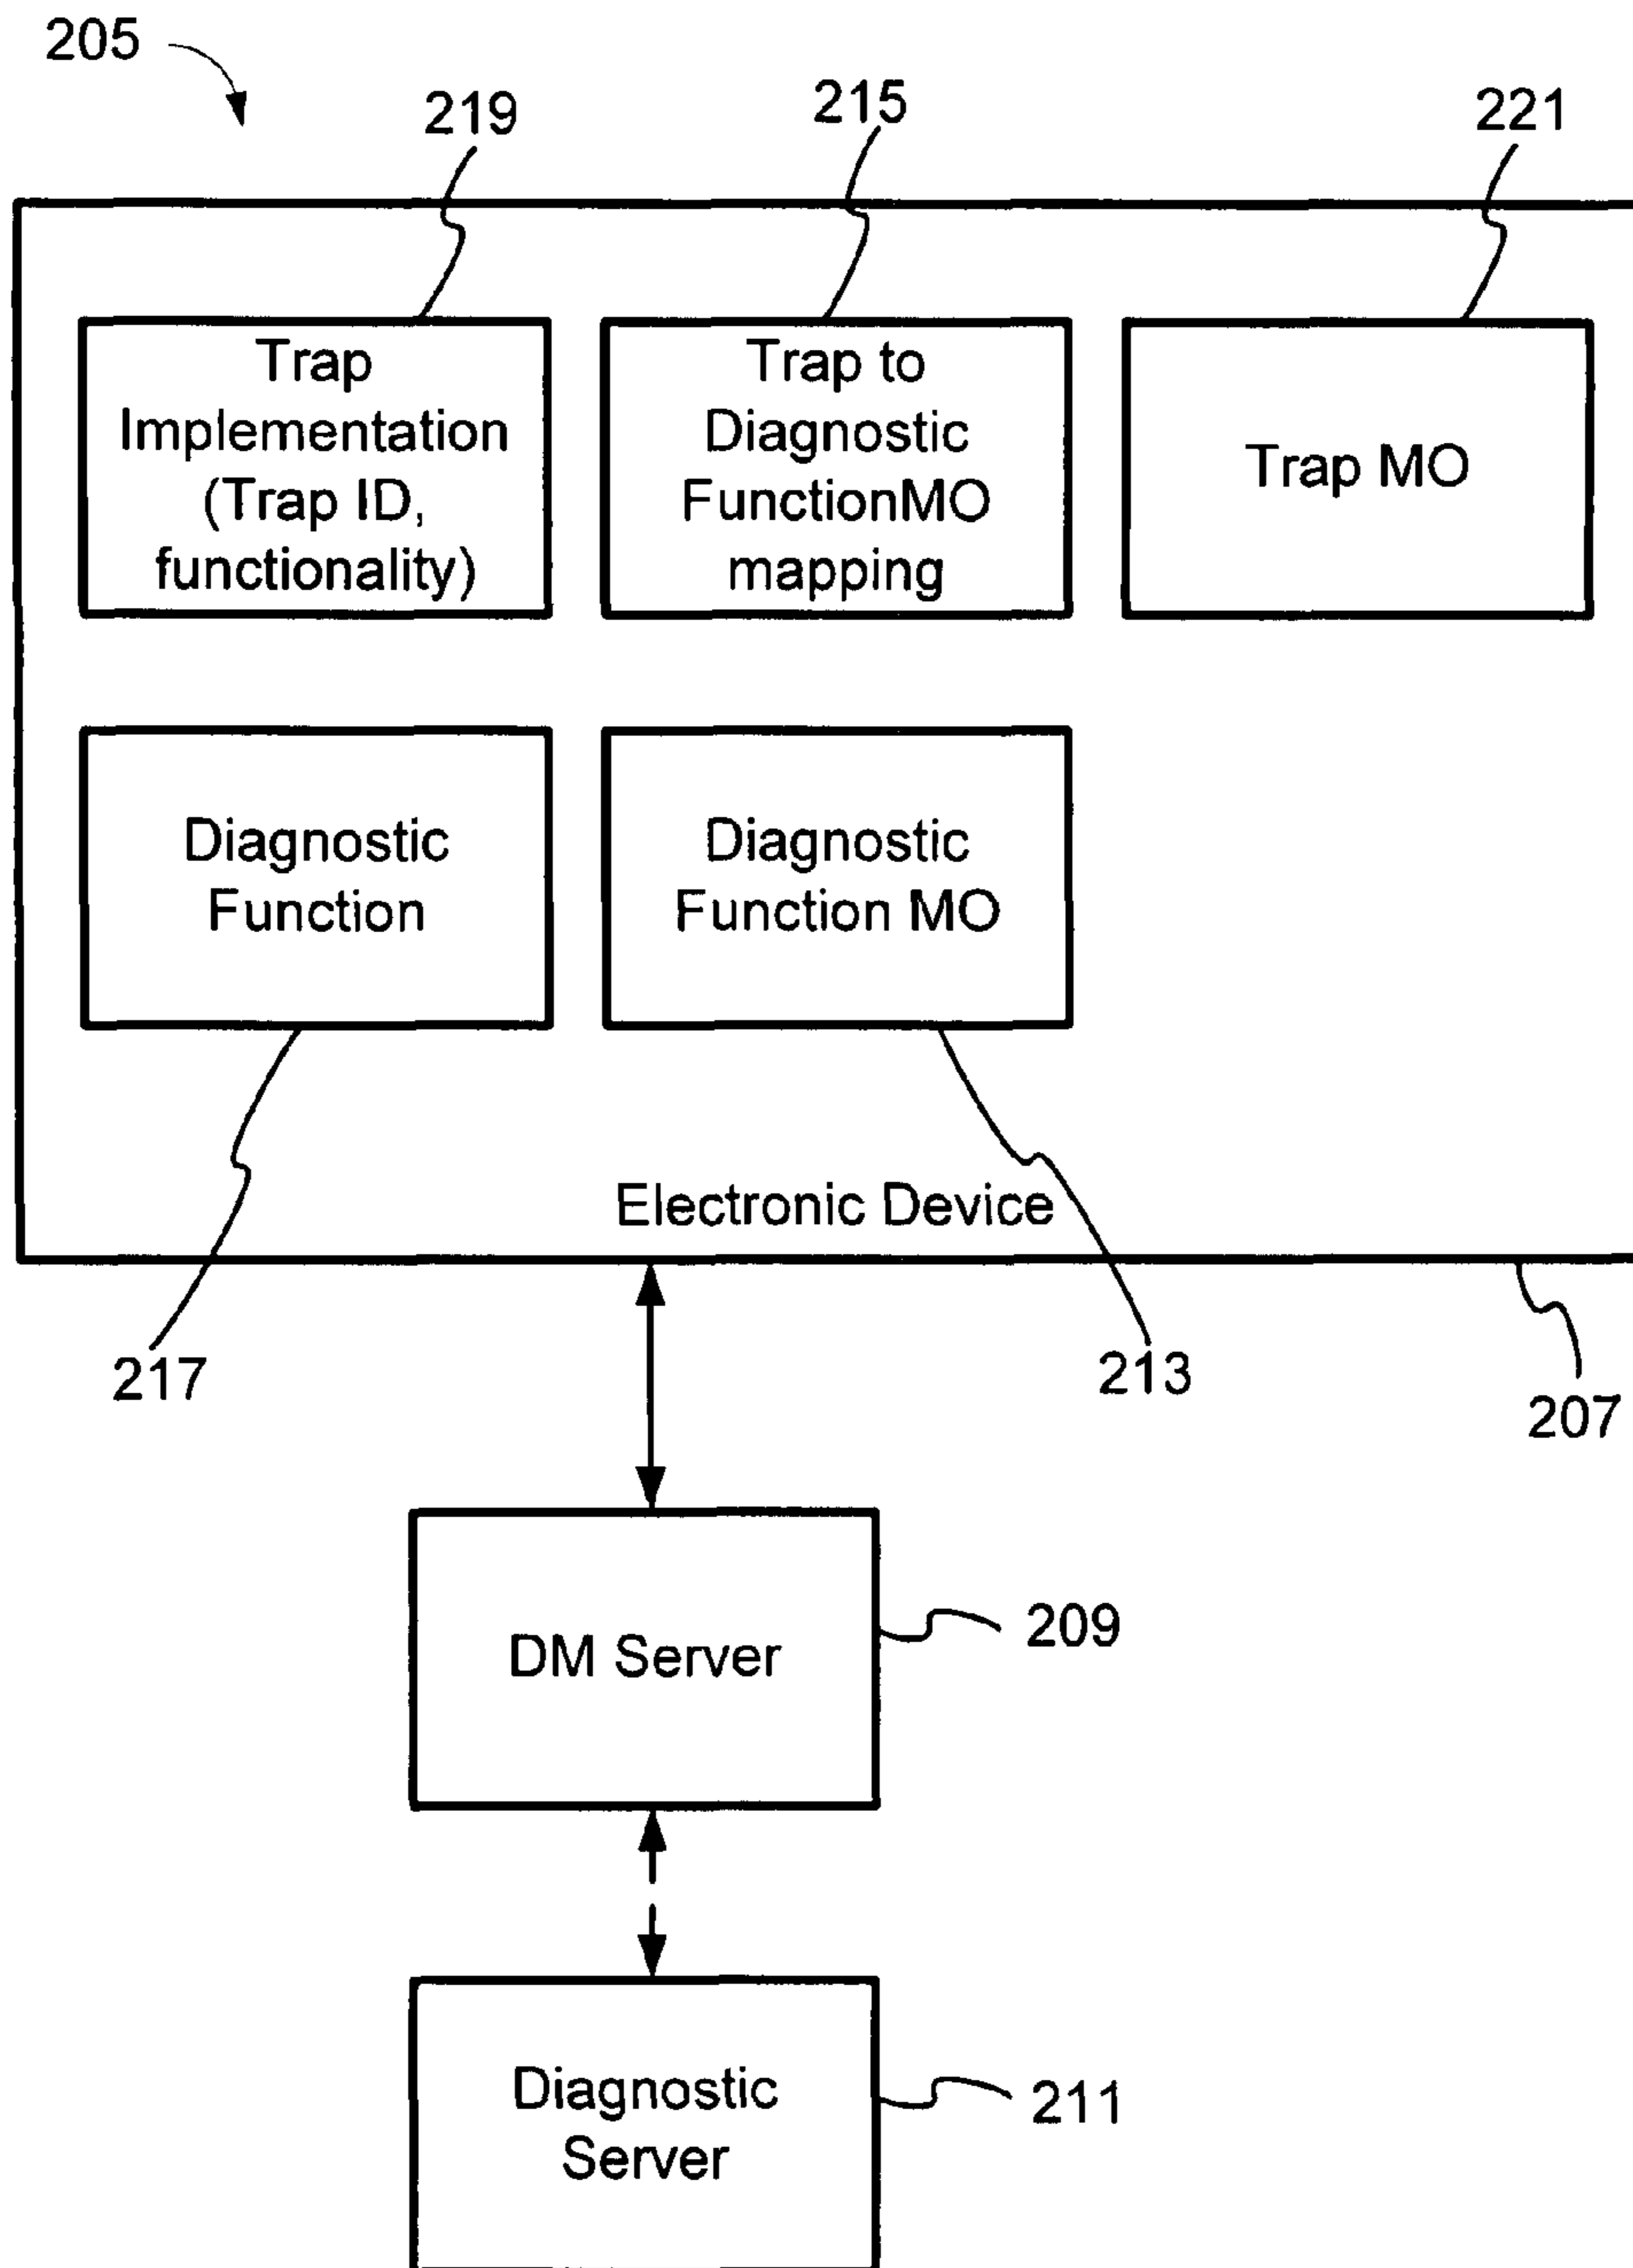 205
219
215
221
Trap
Implementation
(Trap ID,
functionality)
Trap to
Diagnostic
FunctionMO
mapping
Trap MO
Diagnostic
Function
Diagnostic
Function MO
Electronic Device
217
213
207
DM Server
209
Diagnostic
Server
211